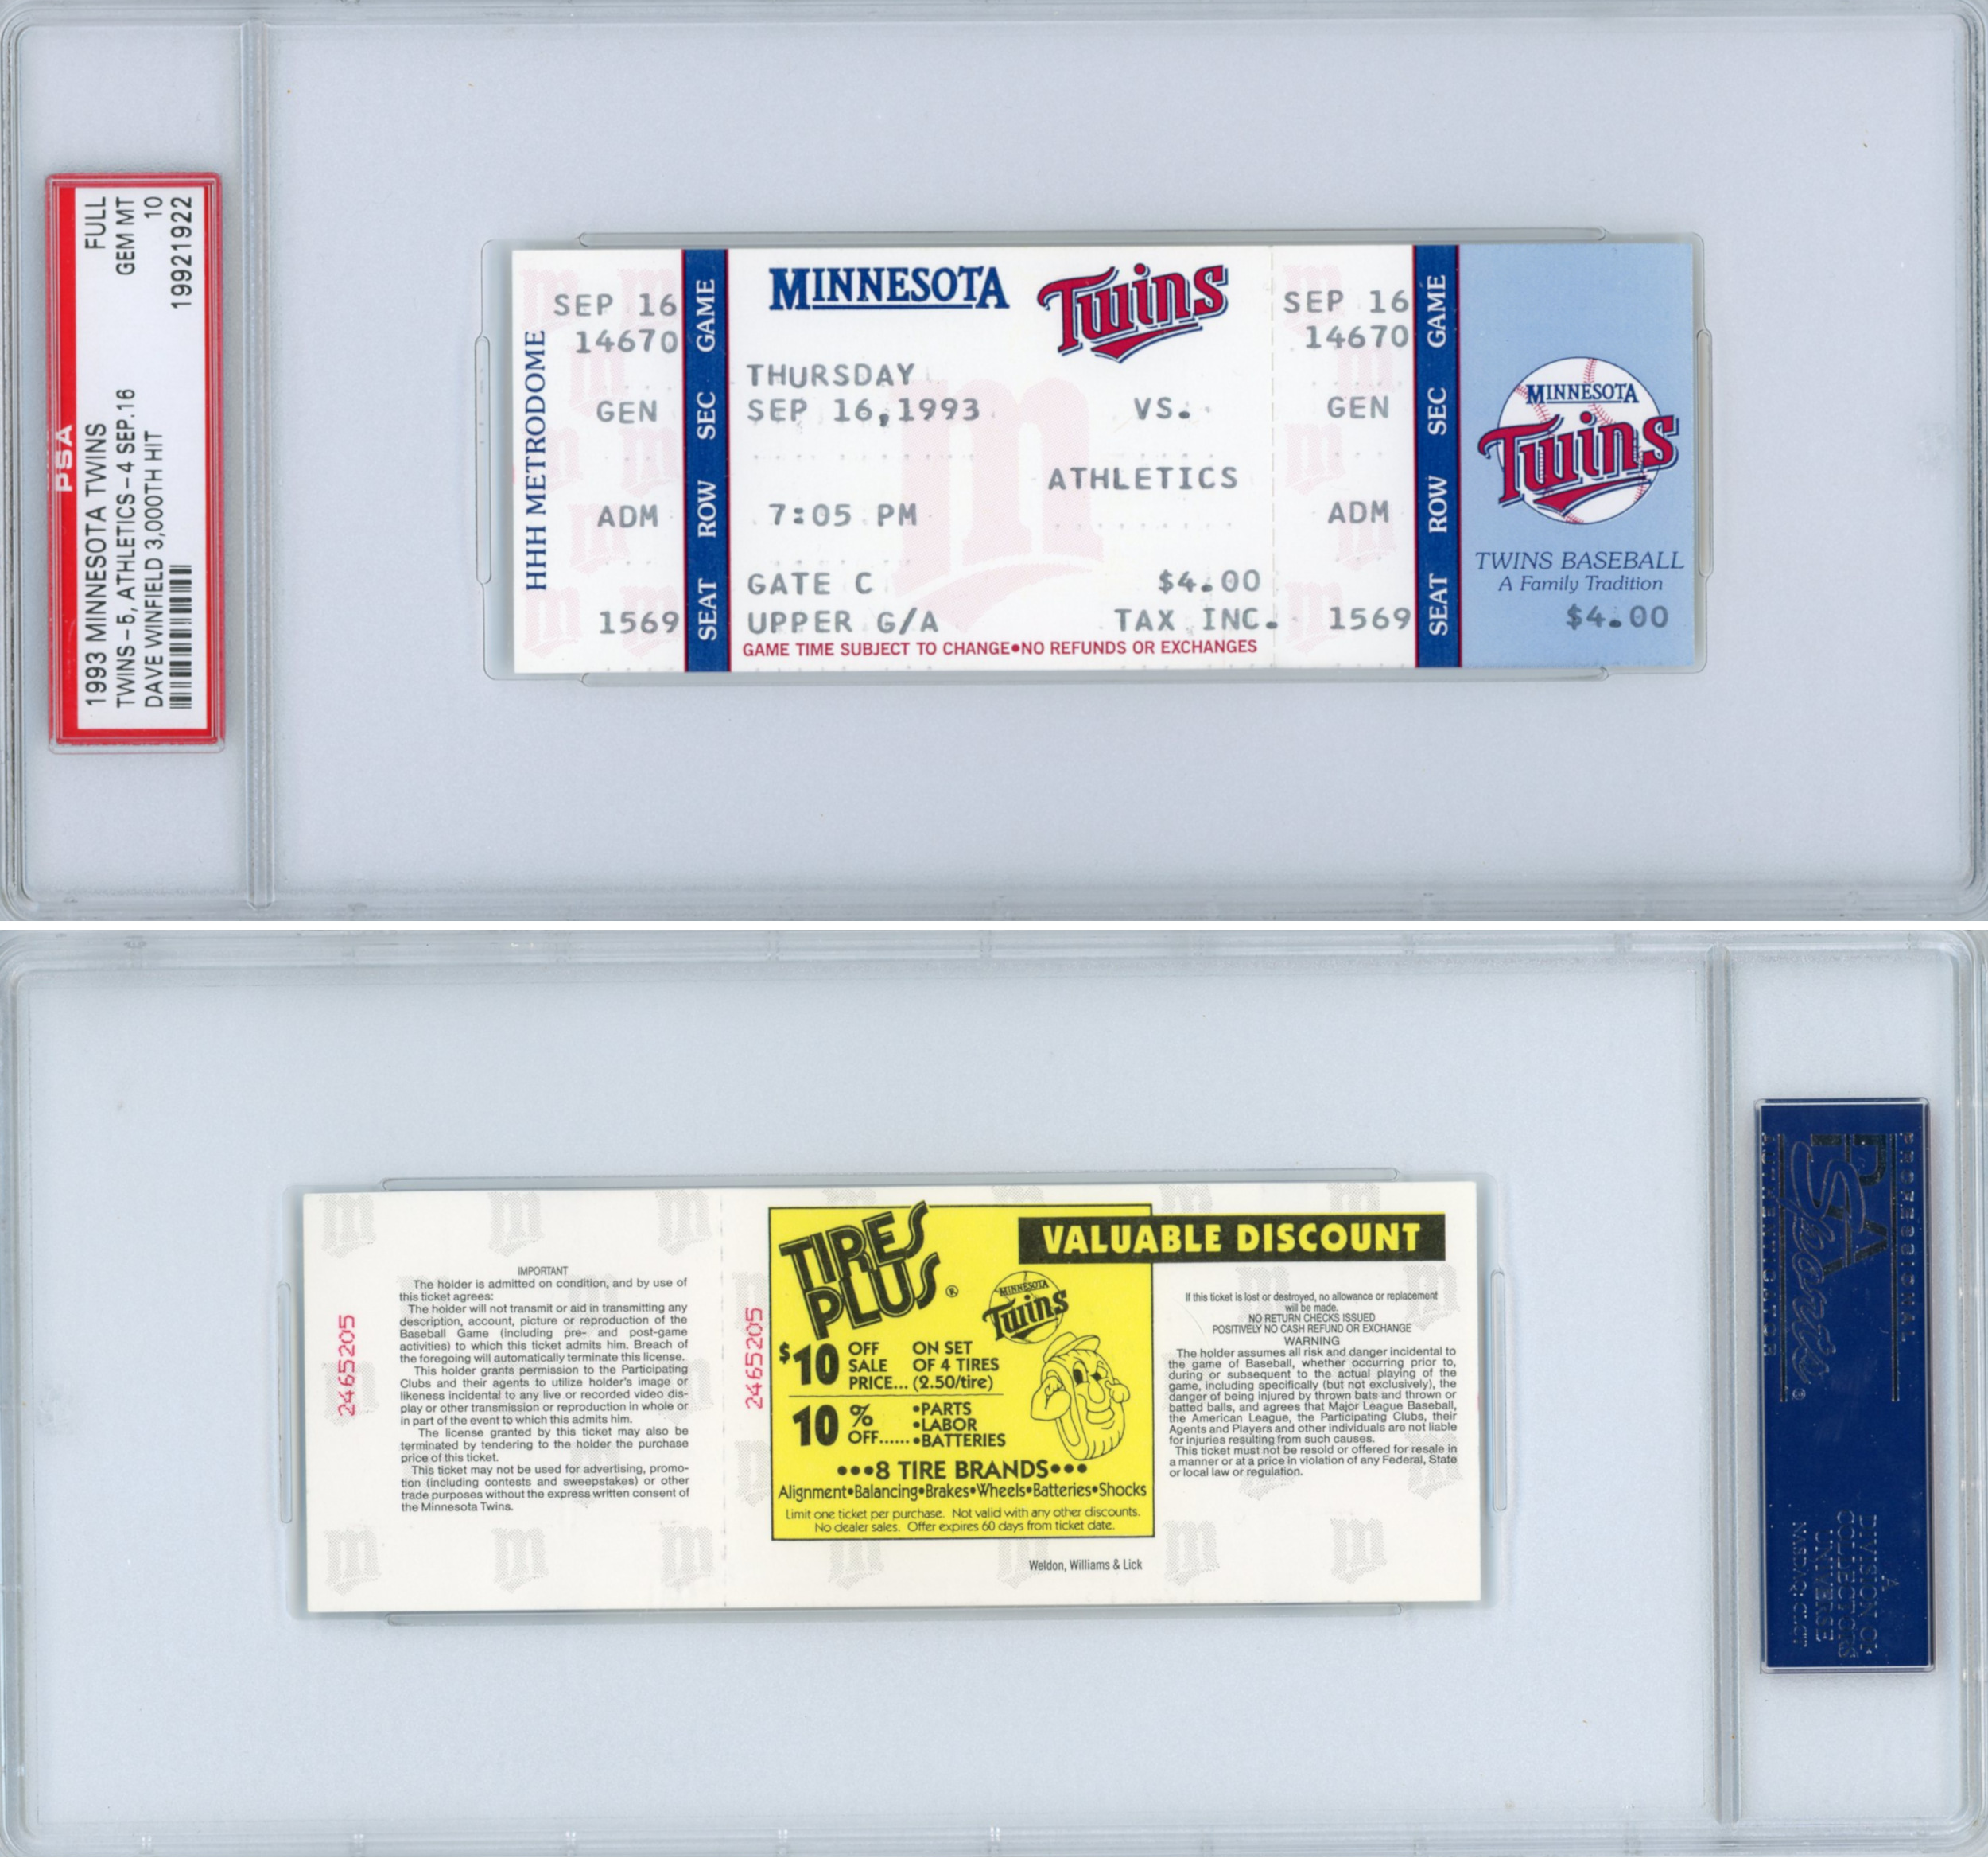 PSA
1993 MINNESOTA TWINS FULL
TWINS-5, ATHLETICS-4 SEP.16 GEM MT
DAVE WINFIELD 3,000TH HIT 10
19921922
HHH METRODOME
SEP 16
14670
GEN
ADM
1569
GAME
SEC
ROW
SEAT
MINNESOTA Twins
THURSDAY
SEP 16,1993 VS.
ATHLETICS
7:05 PM
GATE C $4.00
UPPER G/A TAX INC.
GAME TIME SUBJECT TO CHANGE•NO REFUNDS OR EXCHANGES
SEP 16
14670
GEN
ADM
1569
GAME
SEC
ROW
SEAT
MINNESOTA
Twins
TWINS BASEBALL
A Family Tradition
$4.00
2465205
IMPORTANT
The holder is admitted on condition, and by use of
this ticket agrees:
The holder will not transmit or aid in transmitting any
description, account, picture or reproduction of the
Baseball Game (including pre- and post-game
activities) to which this ticket admits him. Breach of
the foregoing will automatically terminate this license.
This holder grants permission to the Participating
Clubs and their agents to utilize holder's image or
likeness incidental to any live or recorded video dis-
play or other transmission or reproduction in whole or
in part of the event to which this admits him.
The license granted by this ticket may also be
terminated by tendering to the holder the purchase
price of this ticket.
This ticket may not be used for advertising, promo-
tion (including contests and sweepstakes) or other
trade purposes without the express written consent of
the Minnesota Twins.
2465205
TIRES
PLUS®
MINNESOTA
Twins
$10 OFF SALE PRICE... ON SET OF 4 TIRES (2.50/tire)
10% OFF...... •PARTS •LABOR •BATTERIES
•••8 TIRE BRANDS•••
Alignment•Balancing•Brakes•Wheels•Batteries•Shocks
Limit one ticket per purchase. Not valid with any other discounts.
No dealer sales. Offer expires 60 days from ticket date.
Weldon, Williams & Lick
VALUABLE DISCOUNT
If this ticket is lost or destroyed, no allowance or replacement
will be made.
NO RETURN CHECKS ISSUED
POSITIVELY NO CASH REFUND OR EXCHANGE
WARNING
The holder assumes all risk and danger incidental to
the game of Baseball, whether occurring prior to,
during or subsequent to the actual playing of the
game, including specifically (but not exclusively), the
danger of being injured by thrown bats and thrown or
batted balls, and agrees that Major League Baseball,
the American League, the Participating Clubs, their
Agents and Players and other individuals are not liable
for injuries resulting from such causes.
This ticket must not be resold or offered for resale in
a manner or at a price in violation of any Federal, State
or local law or regulation.
PROFESSIONAL
PSA
Sports®
A
DIVISION OF
COLLECTORS
UNIVERSE